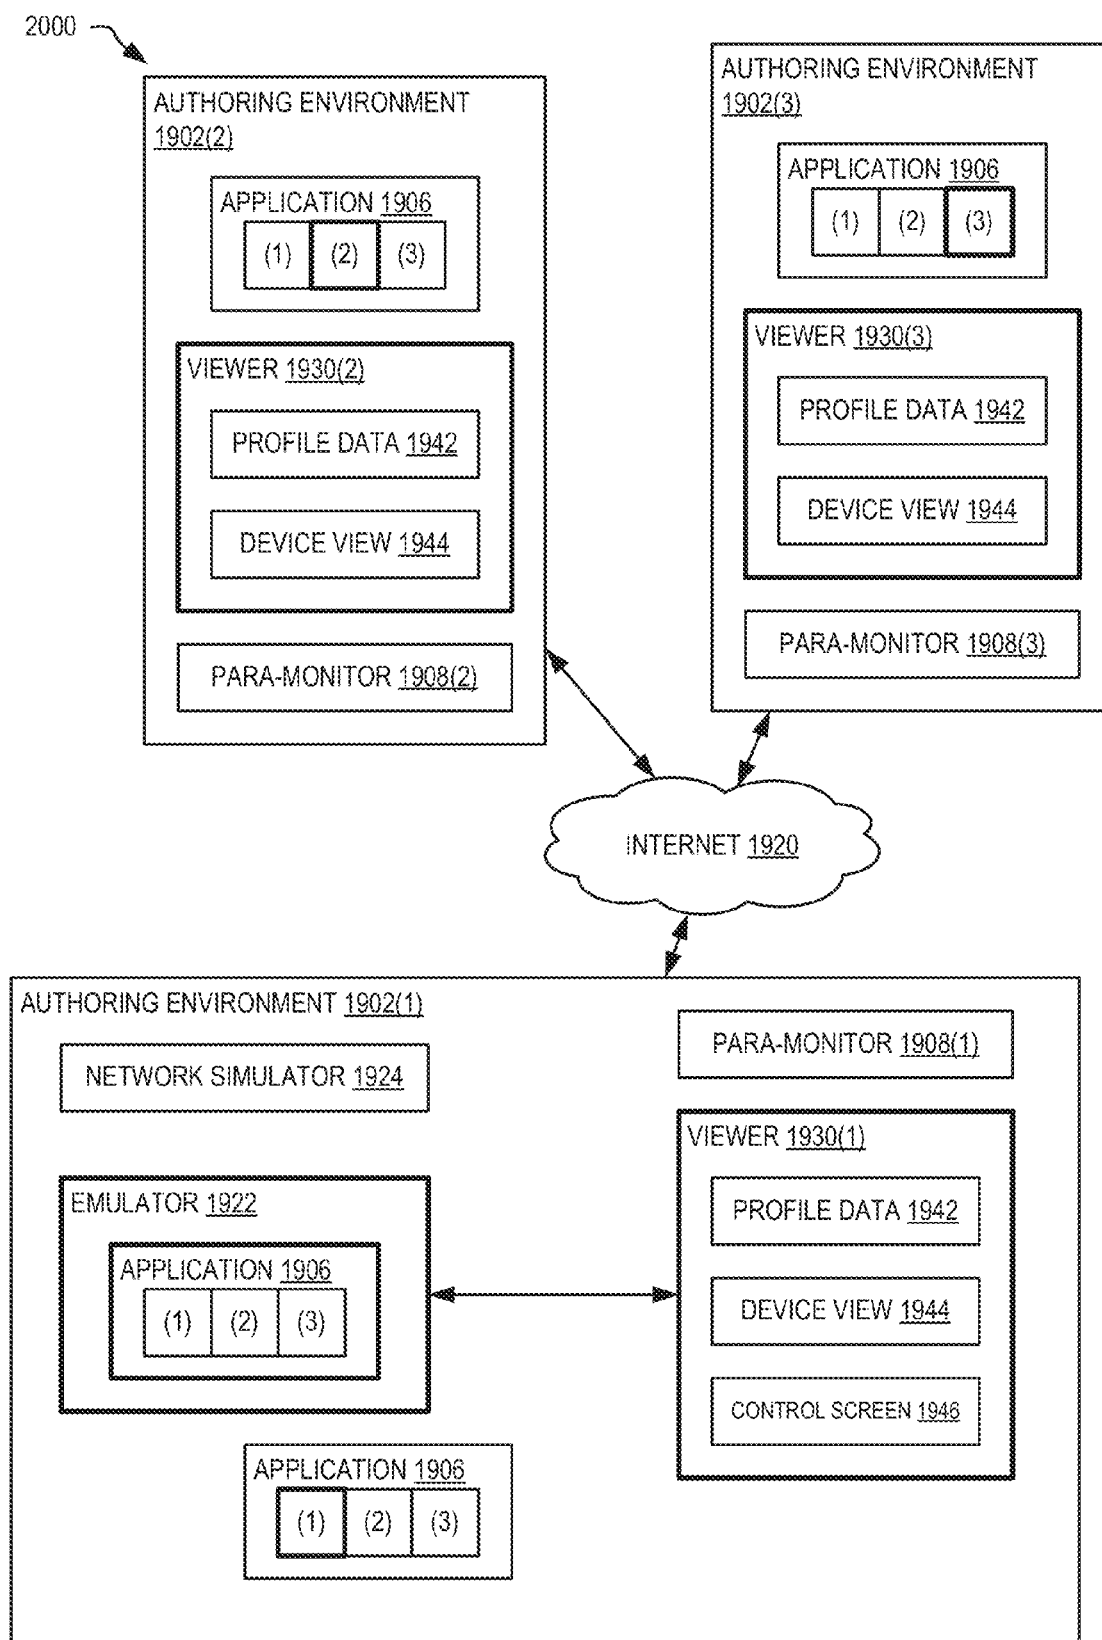 2000
AUTHORING ENVIRONMENT
1902(2)
APPLICATION 1906
(1) (2) (3)
VIEWER 1930(2)
PROFILE DATA 1942
DEVICE VIEW 1944
PARA-MONITOR 1908(2)
AUTHORING ENVIRONMENT
1902(3)
APPLICATION 1906
(1) (2) (3)
VIEWER 1930(3)
PROFILE DATA 1942
DEVICE VIEW 1944
PARA-MONITOR 1908(3)
INTERNET 1920
AUTHORING ENVIRONMENT 1902(1)
NETWORK SIMULATOR 1924
EMULATOR 1922
APPLICATION 1906
(1) (2) (3)
APPLICATION 1906
(1) (2) (3)
PARA-MONITOR 1908(1)
VIEWER 1930(1)
PROFILE DATA 1942
DEVICE VIEW 1944
CONTROL SCREEN 1946